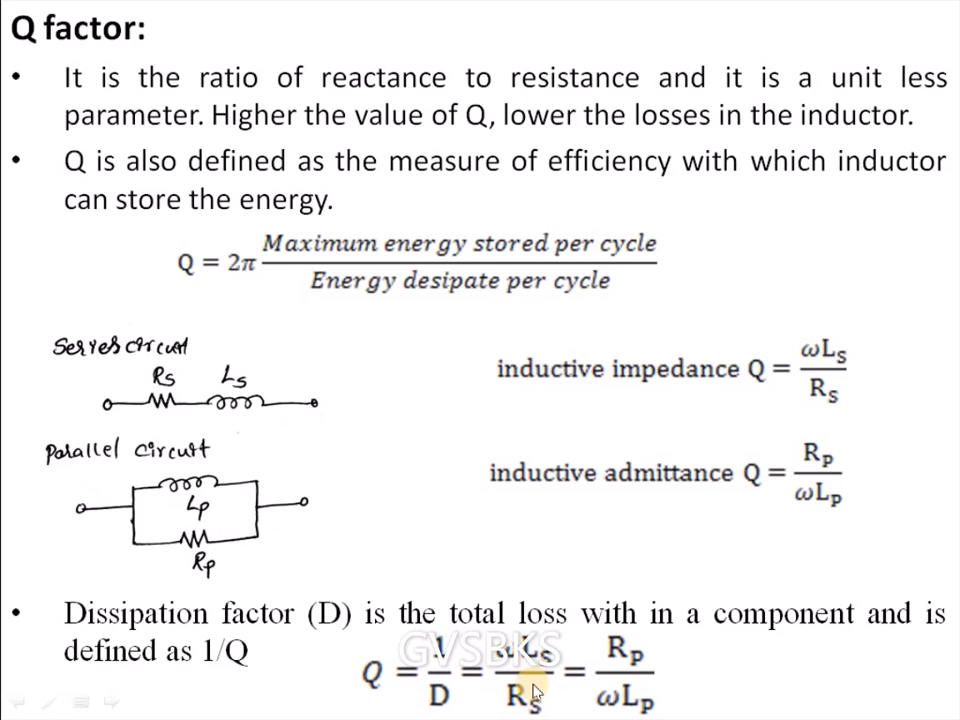 Q factor:
• It is the ratio of reactance to resistance and it is a unit less
parameter. Higher the value of Q, lower the losses in the inductor.
• Q is also defined as the measure of efficiency with which inductor
can store the energy.
Q = 2π Maximum energy stored per cycle / Energy desipate per cycle
Series circuit
Rs Ls
inductive impedance Q = ωLs / Rs
Parallel circuit
Lp
Rp
inductive admittance Q = Rp / ωLp
• Dissipation factor (D) is the total loss with in a component and is
defined as 1/Q
GVSBKS
Q = 1/D = ωLs / Rs = Rp / ωLp